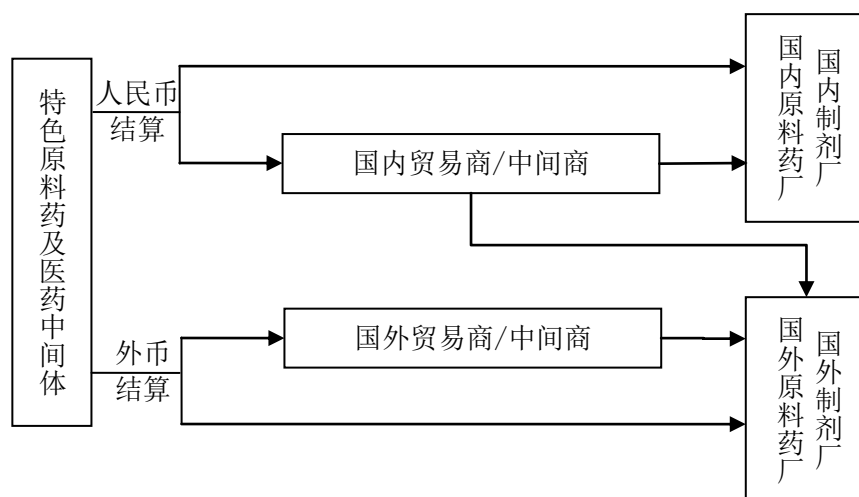 特色原料药及医药中间体
人民币
结算
国内贸易商/中间商
国内原料药厂
国内制剂厂
外币
结算
国外贸易商/中间商
国外原料药厂
国外制剂厂